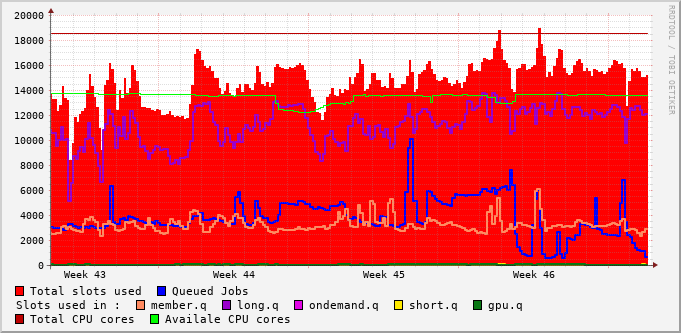 20000
18000
16000
14000
12000
10000
8000
6000
4000
2000
0
Week 43 Week 44 Week 45 Week 46
RRDTOOL / TOBI OETIKER
Total slots used Queued Jobs
Slots used in : member.q long.q ondemand.q short.q gpu.q
Total CPU cores Availale CPU cores